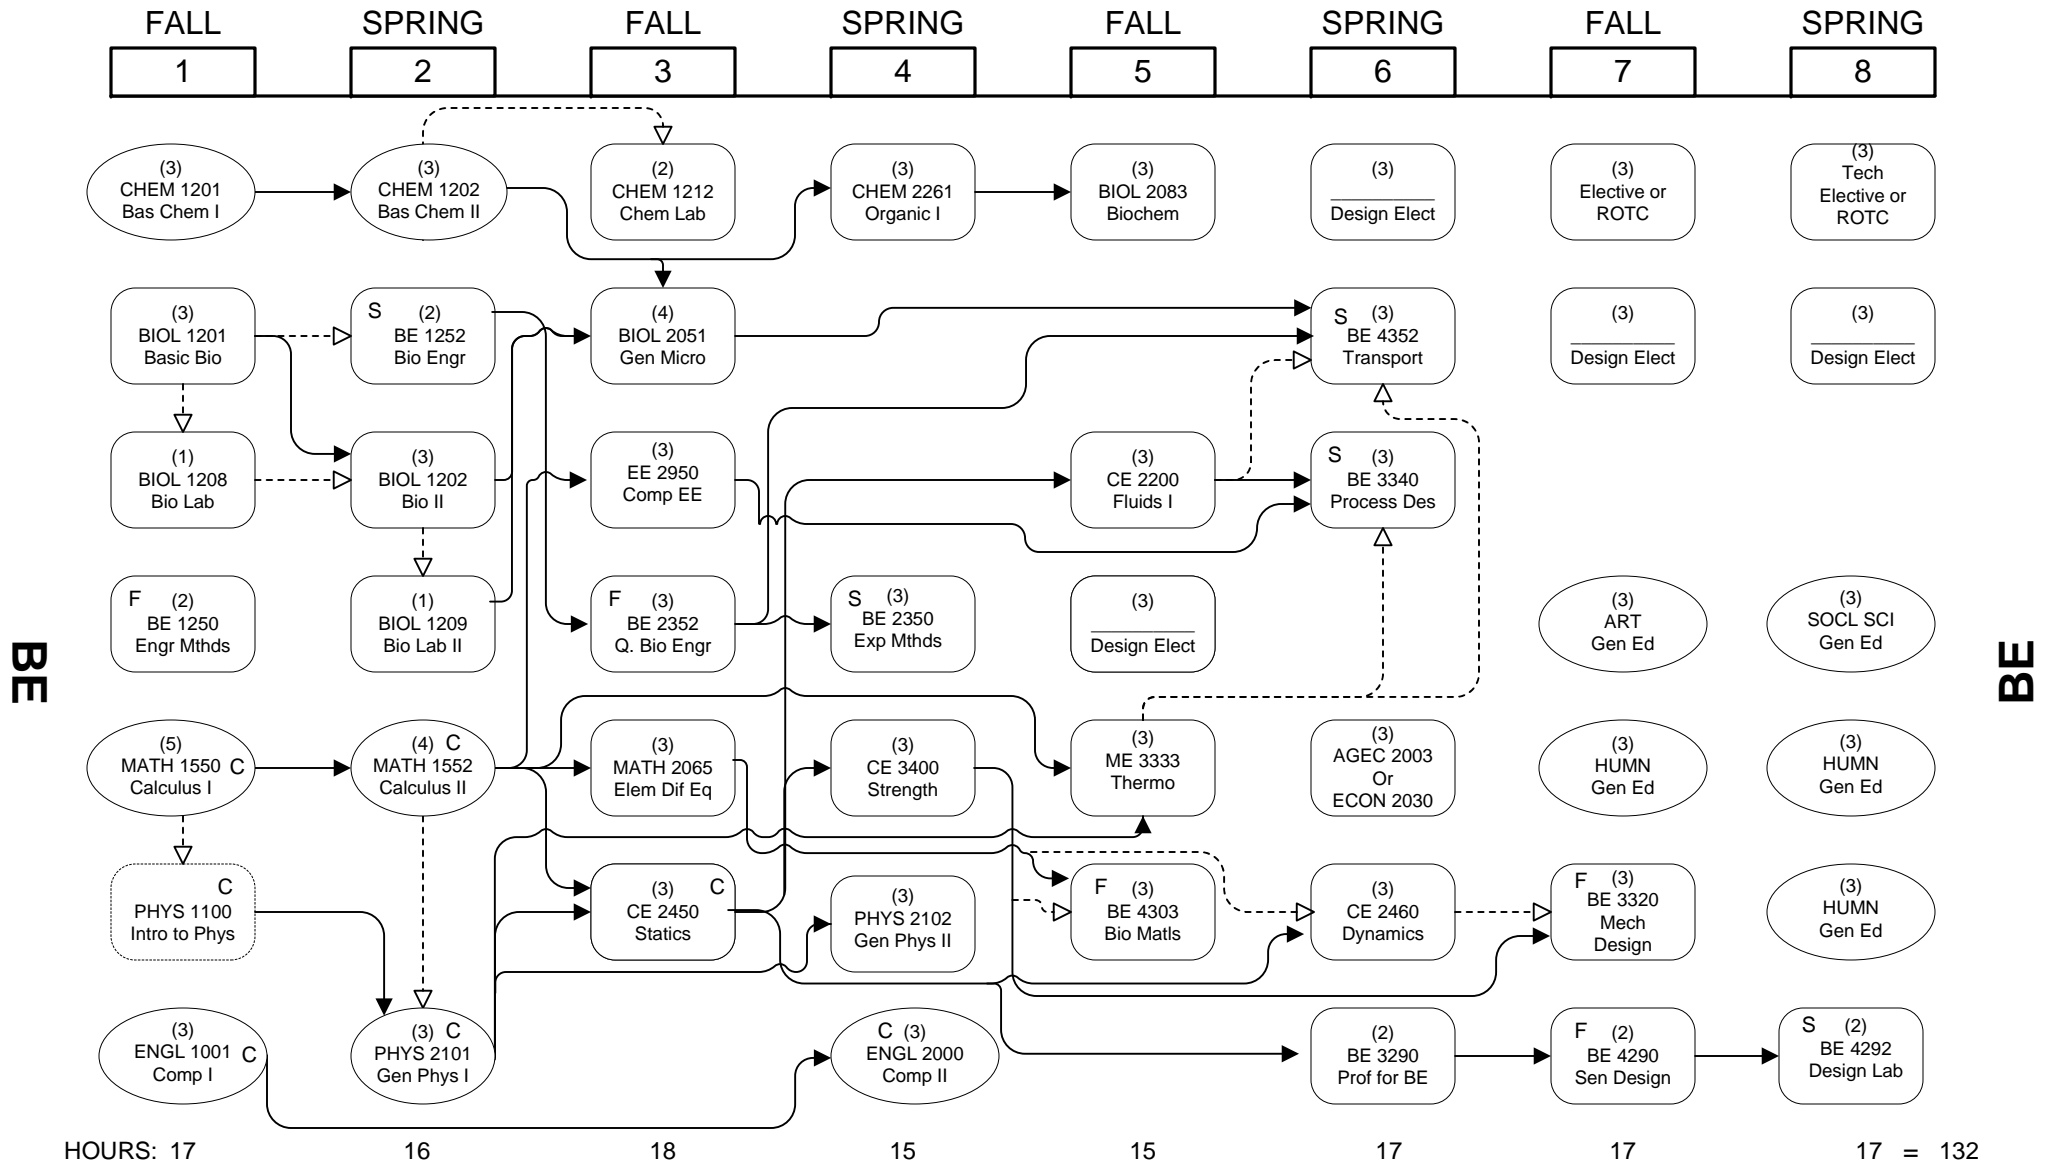 FALL
SPRING
FALL
SPRING
FALL
SPRING
FALL
SPRING
1
2
3
4
5
6
7
8
(3)
CHEM 1201
Bas Chem I
(3)
CHEM 1202
Bas Chem II
(2)
CHEM 1212
Chem Lab
(3)
CHEM 2261
Organic I
(3)
BIOL 2083
Biochem
(3)
___________
Design Elect
(3)
Elective or
ROTC
(3)
Tech
Elective or
ROTC
(3)
BIOL 1201
Basic Bio
S (2)
BE 1252
Bio Engr
(4)
BIOL 2051
Gen Micro
S (3)
BE 4352
Transport
(3)
___________
Design Elect
(3)
___________
Design Elect
(1)
BIOL 1208
Bio Lab
(3)
BIOL 1202
Bio II
(3)
EE 2950
Comp EE
(3)
CE 2200
Fluids I
S (3)
BE 3340
Process Des
F (2)
BE 1250
Engr Mthds
(1)
BIOL 1209
Bio Lab II
F (3)
BE 2352
Q. Bio Engr
S (3)
BE 2350
Exp Mthds
(3)
___________
Design Elect
(3)
ART
Gen Ed
(3)
SOCL SCI
Gen Ed
BE
BE
(5)
MATH 1550 C
Calculus I
(4) C
MATH 1552
Calculus II
(3)
MATH 2065
Elem Dif Eq
(3)
CE 3400
Strength
(3)
ME 3333
Thermo
(3)
AGEC 2003
Or
ECON 2030
(3)
HUMN
Gen Ed
(3)
HUMN
Gen Ed
C
PHYS 1100
Intro to Phys
(3) C
CE 2450
Statics
(3)
PHYS 2102
Gen Phys II
F (3)
BE 4303
Bio Matls
(3)
CE 2460
Dynamics
F (3)
BE 3320
Mech
Design
(3)
HUMN
Gen Ed
(3)
ENGL 1001 C
Comp I
(3) C
PHYS 2101
Gen Phys I
C (3)
ENGL 2000
Comp II
(2)
BE 3290
Prof for BE
F (2)
BE 4290
Sen Design
S (2)
BE 4292
Design Lab
HOURS: 17 16 18 15 15 17 17 17 = 132